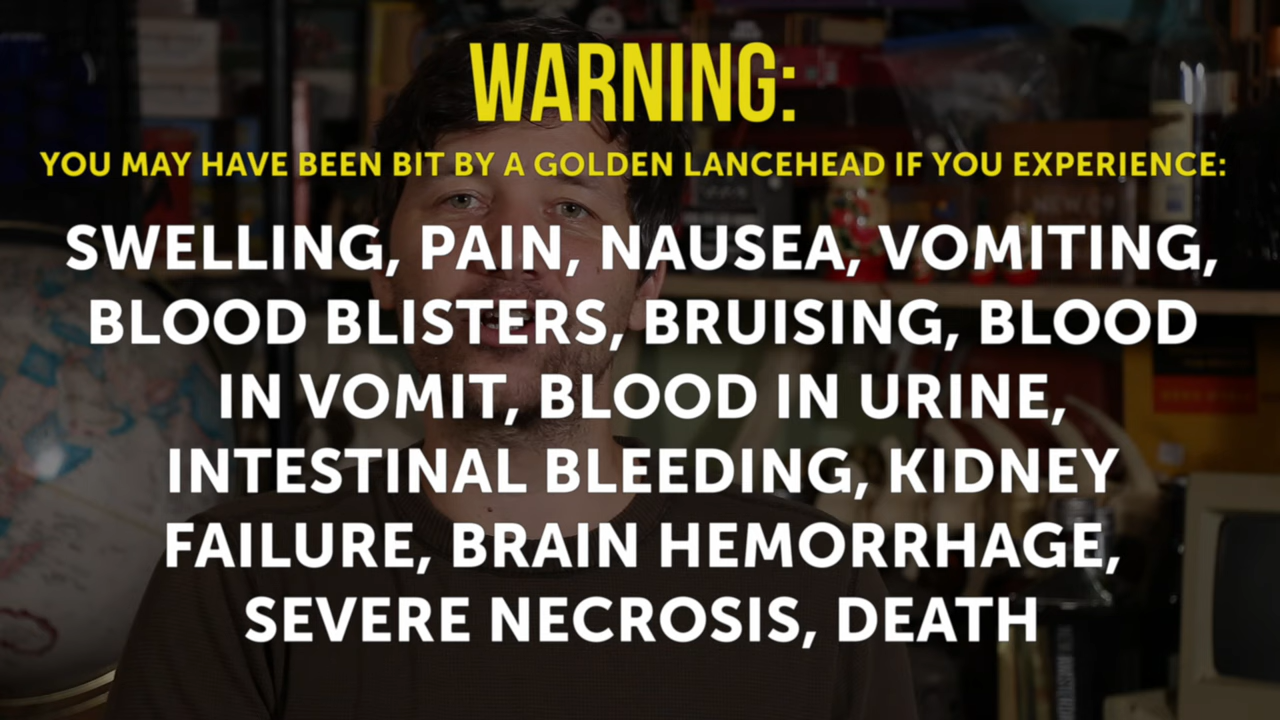 WARNING:
YOU MAY HAVE BEEN BIT BY A GOLDEN LANCEHEAD IF YOU EXPERIENCE:
SWELLING, PAIN, NAUSEA, VOMITING,
BLOOD BLISTERS, BRUISING, BLOOD
IN VOMIT, BLOOD IN URINE,
INTESTINAL BLEEDING, KIDNEY
FAILURE, BRAIN HEMORRHAGE,
SEVERE NECROSIS, DEATH